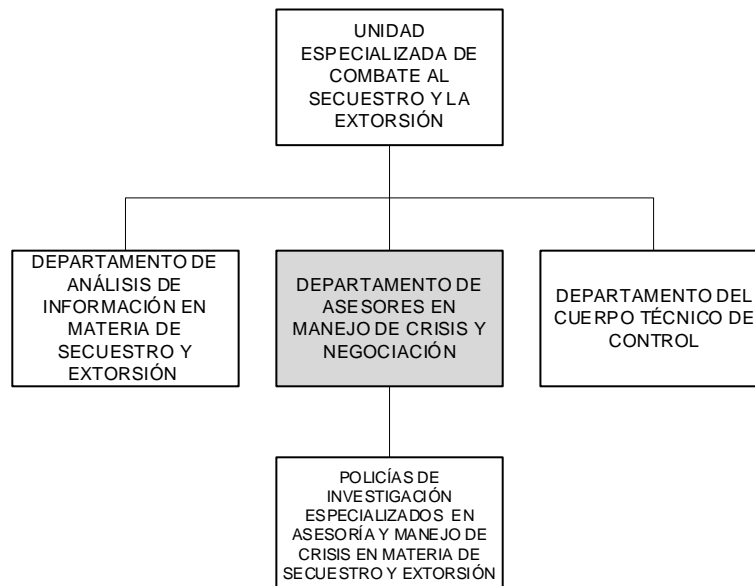 UNIDAD
ESPECIALIZADA DE
COMBATE AL
SECUESTRO Y LA
EXTORSIÓN
DEPARTAMENTO DE
ANÁLISIS DE
INFORMACIÓN EN
MATERIA DE
SECUESTRO Y
EXTORSIÓN
DEPARTAMENTO DE
ASESORES EN
MANEJO DE CRISIS Y
NEGOCIACIÓN
DEPARTAMENTO DEL
CUERPO TÉCNICO DE
CONTROL
POLICÍAS DE
INVESTIGACIÓN
ESPECIALIZADOS EN
ASESORÍA Y MANEJO DE
CRISIS EN MATERIA DE
SECUESTRO Y EXTORSIÓN